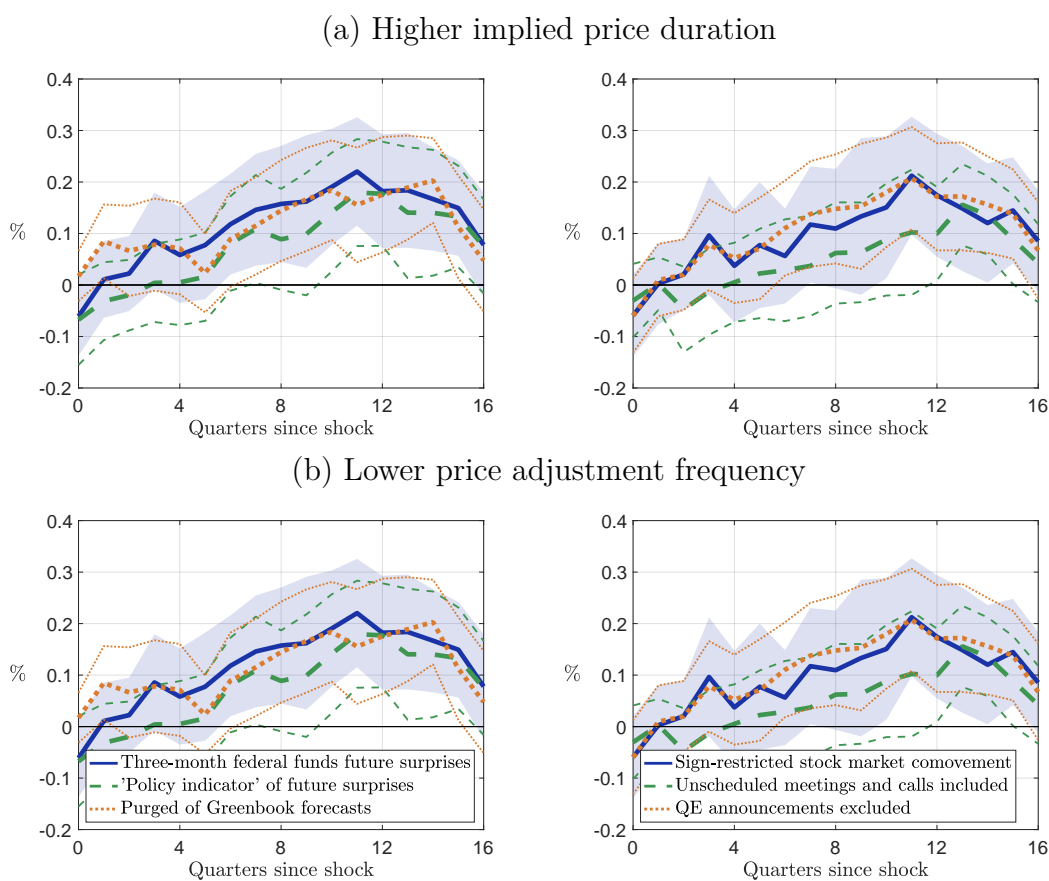 (a) Higher implied price duration
0.4
0.3
0.2
0.1
0
-0.1
-0.2
%
0 4 8 12 16
Quarters since shock
0.4
0.3
0.2
0.1
0
-0.1
-0.2
%
0 4 8 12 16
Quarters since shock
(b) Lower price adjustment frequency
0.4
0.3
0.2
0.1
0
-0.1
-0.2
%
Three-month federal funds future surprises
'Policy indicator' of future surprises
Purged of Greenbook forecasts
0 4 8 12 16
Quarters since shock
0.4
0.3
0.2
0.1
0
-0.1
-0.2
%
Sign-restricted stock market comovement
Unscheduled meetings and calls included
QE announcements excluded
0 4 8 12 16
Quarters since shock